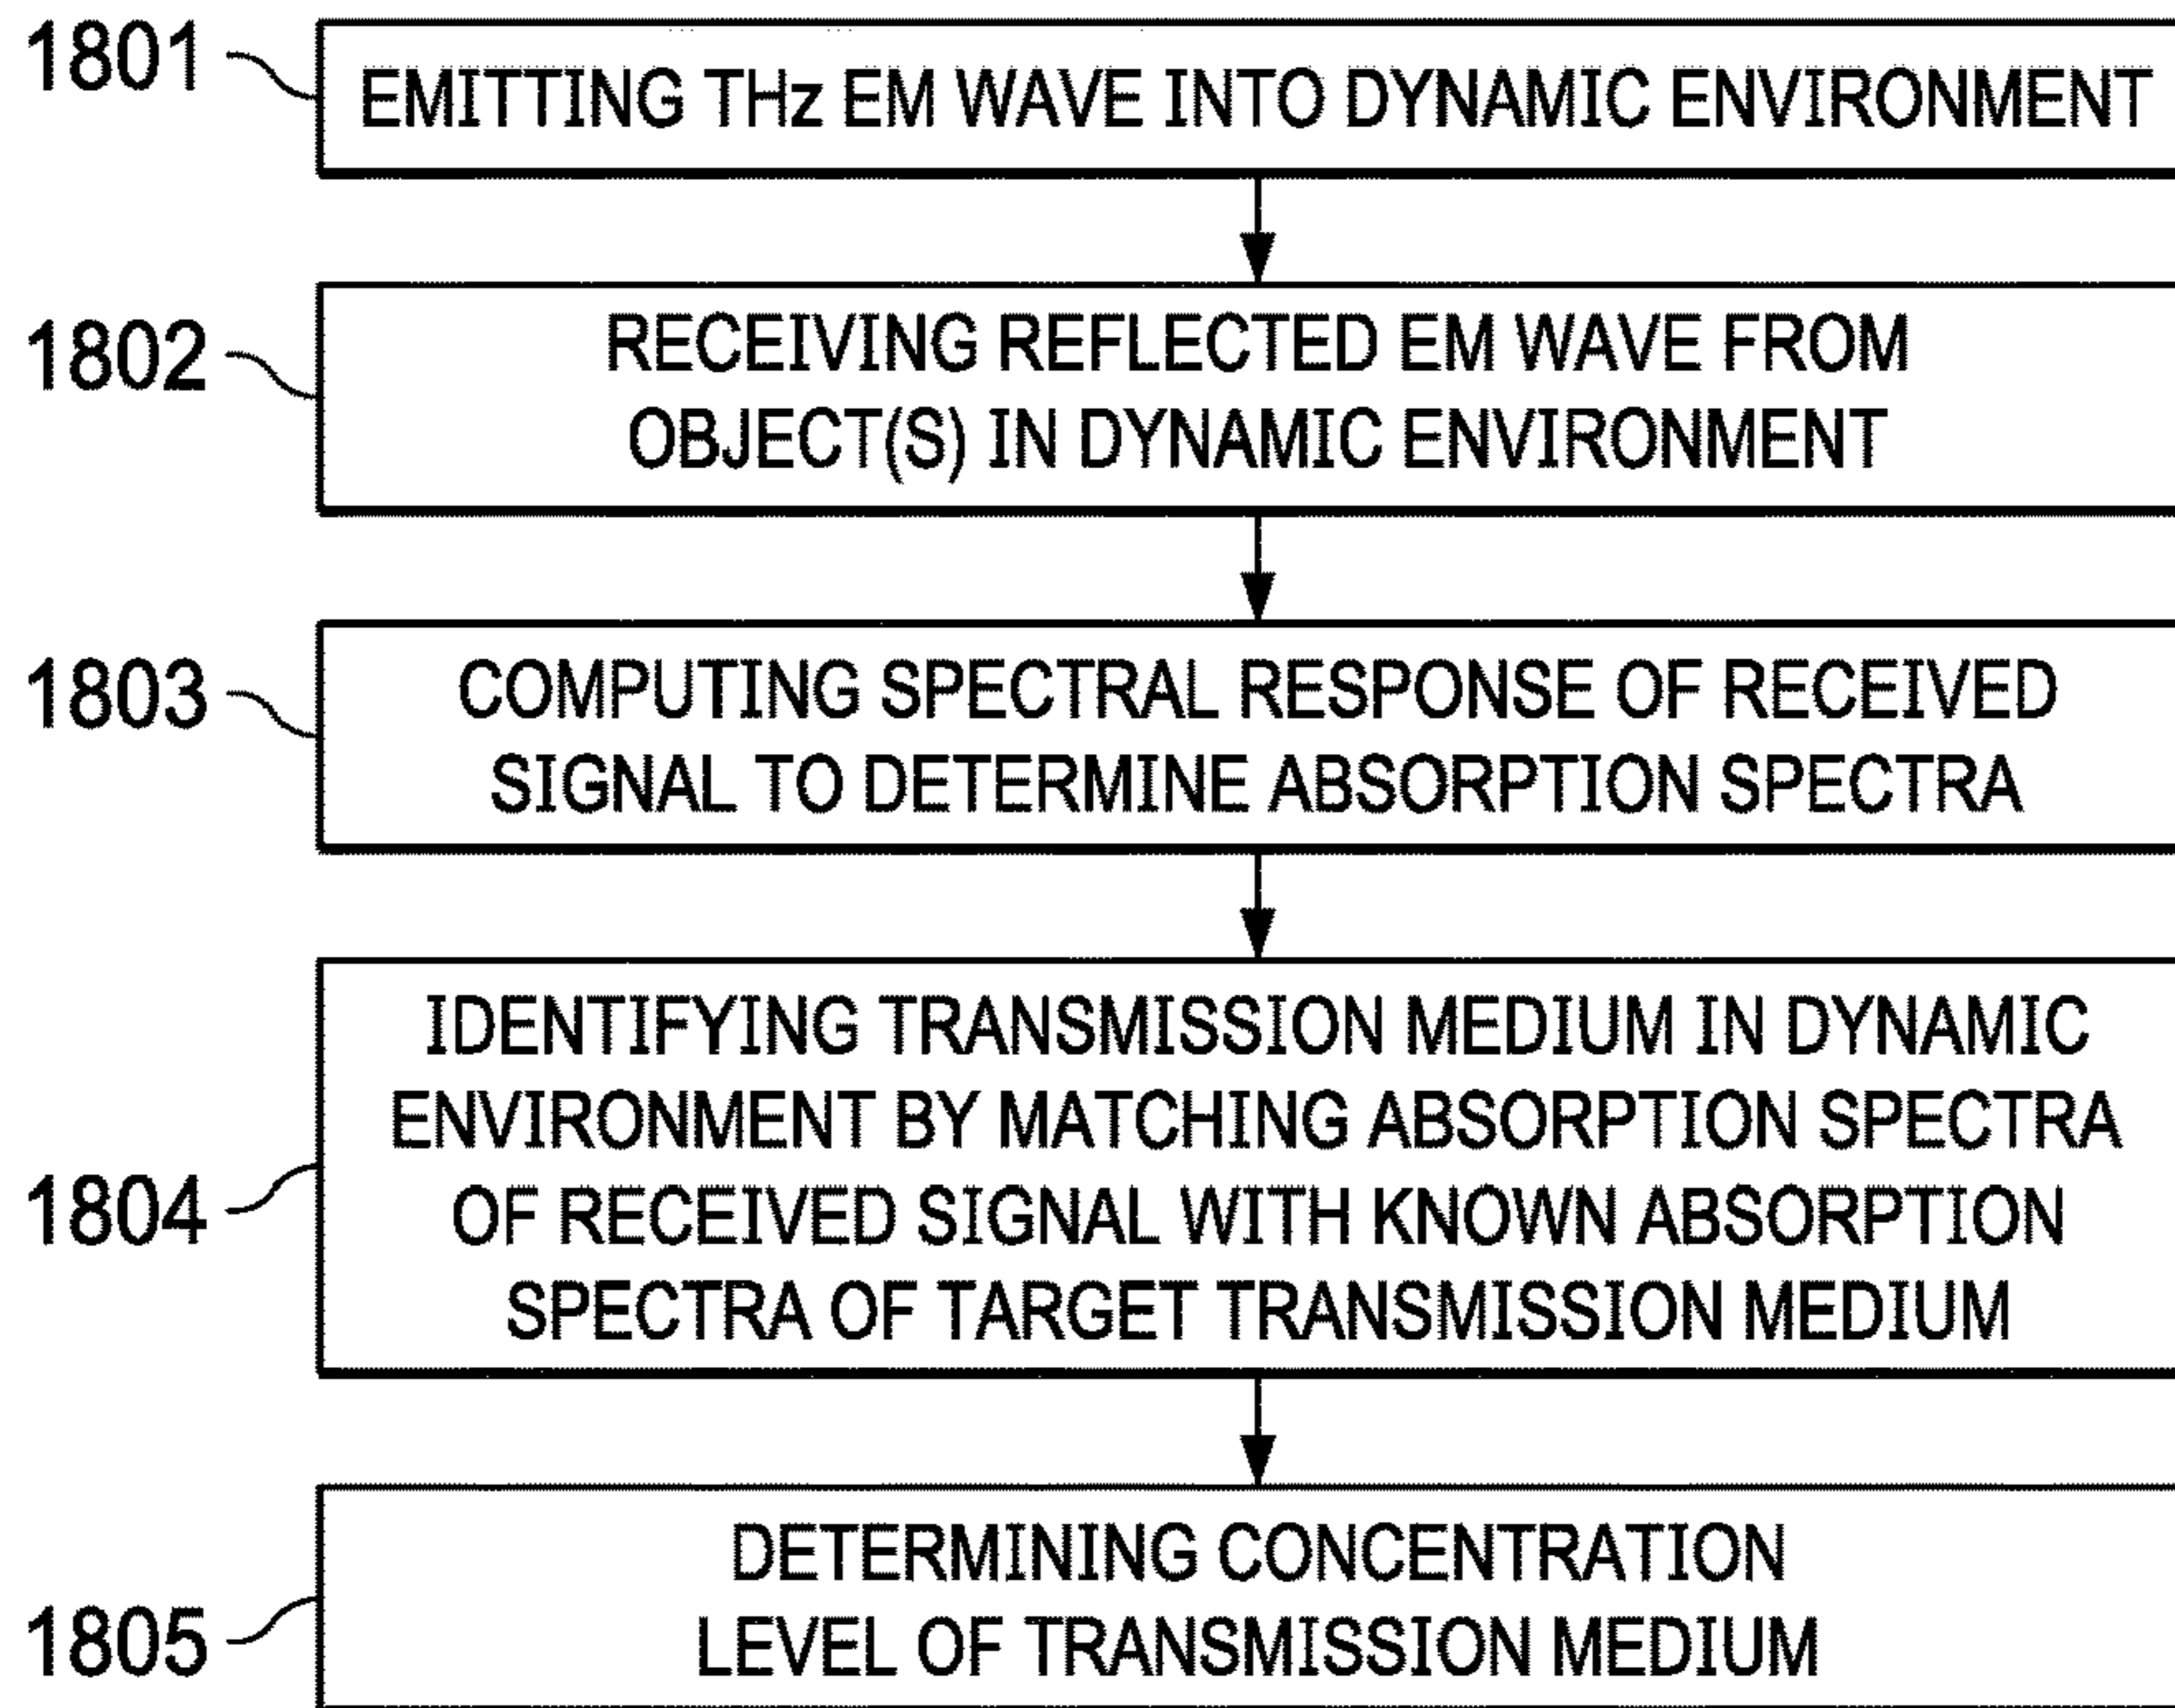 1801
EMITTING THz EM WAVE INTO DYNAMIC ENVIRONMENT
1802
RECEIVING REFLECTED EM WAVE FROM
OBJECT(S) IN DYNAMIC ENVIRONMENT
1803
COMPUTING SPECTRAL RESPONSE OF RECEIVED
SIGNAL TO DETERMINE ABSORPTION SPECTRA
1804
IDENTIFYING TRANSMISSION MEDIUM IN DYNAMIC
ENVIRONMENT BY MATCHING ABSORPTION SPECTRA
OF RECEIVED SIGNAL WITH KNOWN ABSORPTION
SPECTRA OF TARGET TRANSMISSION MEDIUM
1805
DETERMINING CONCENTRATION
LEVEL OF TRANSMISSION MEDIUM